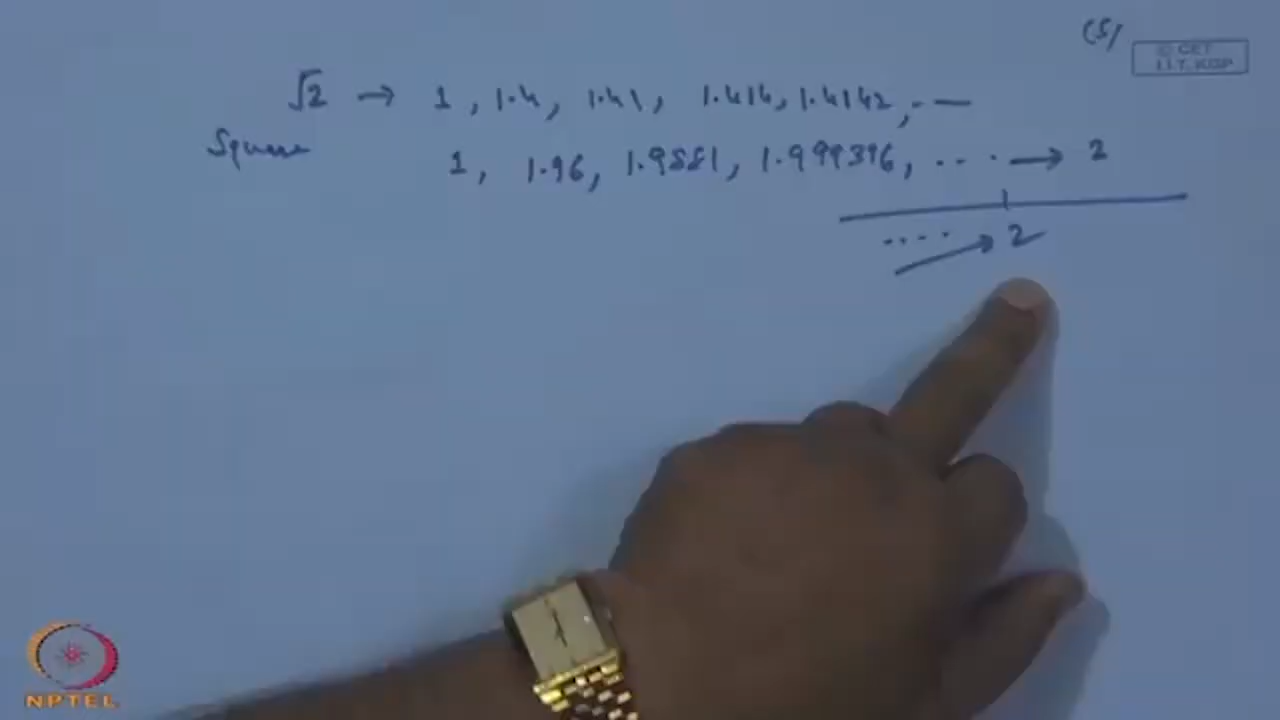 (5)
© CET
I.I.T. KGP
√2 → 1, 1.4, 1.41, 1.414, 1.4142, —
Square 1, 1.96, 1.9881, 1.999396, .... → 2
.... → 2
NPTEL